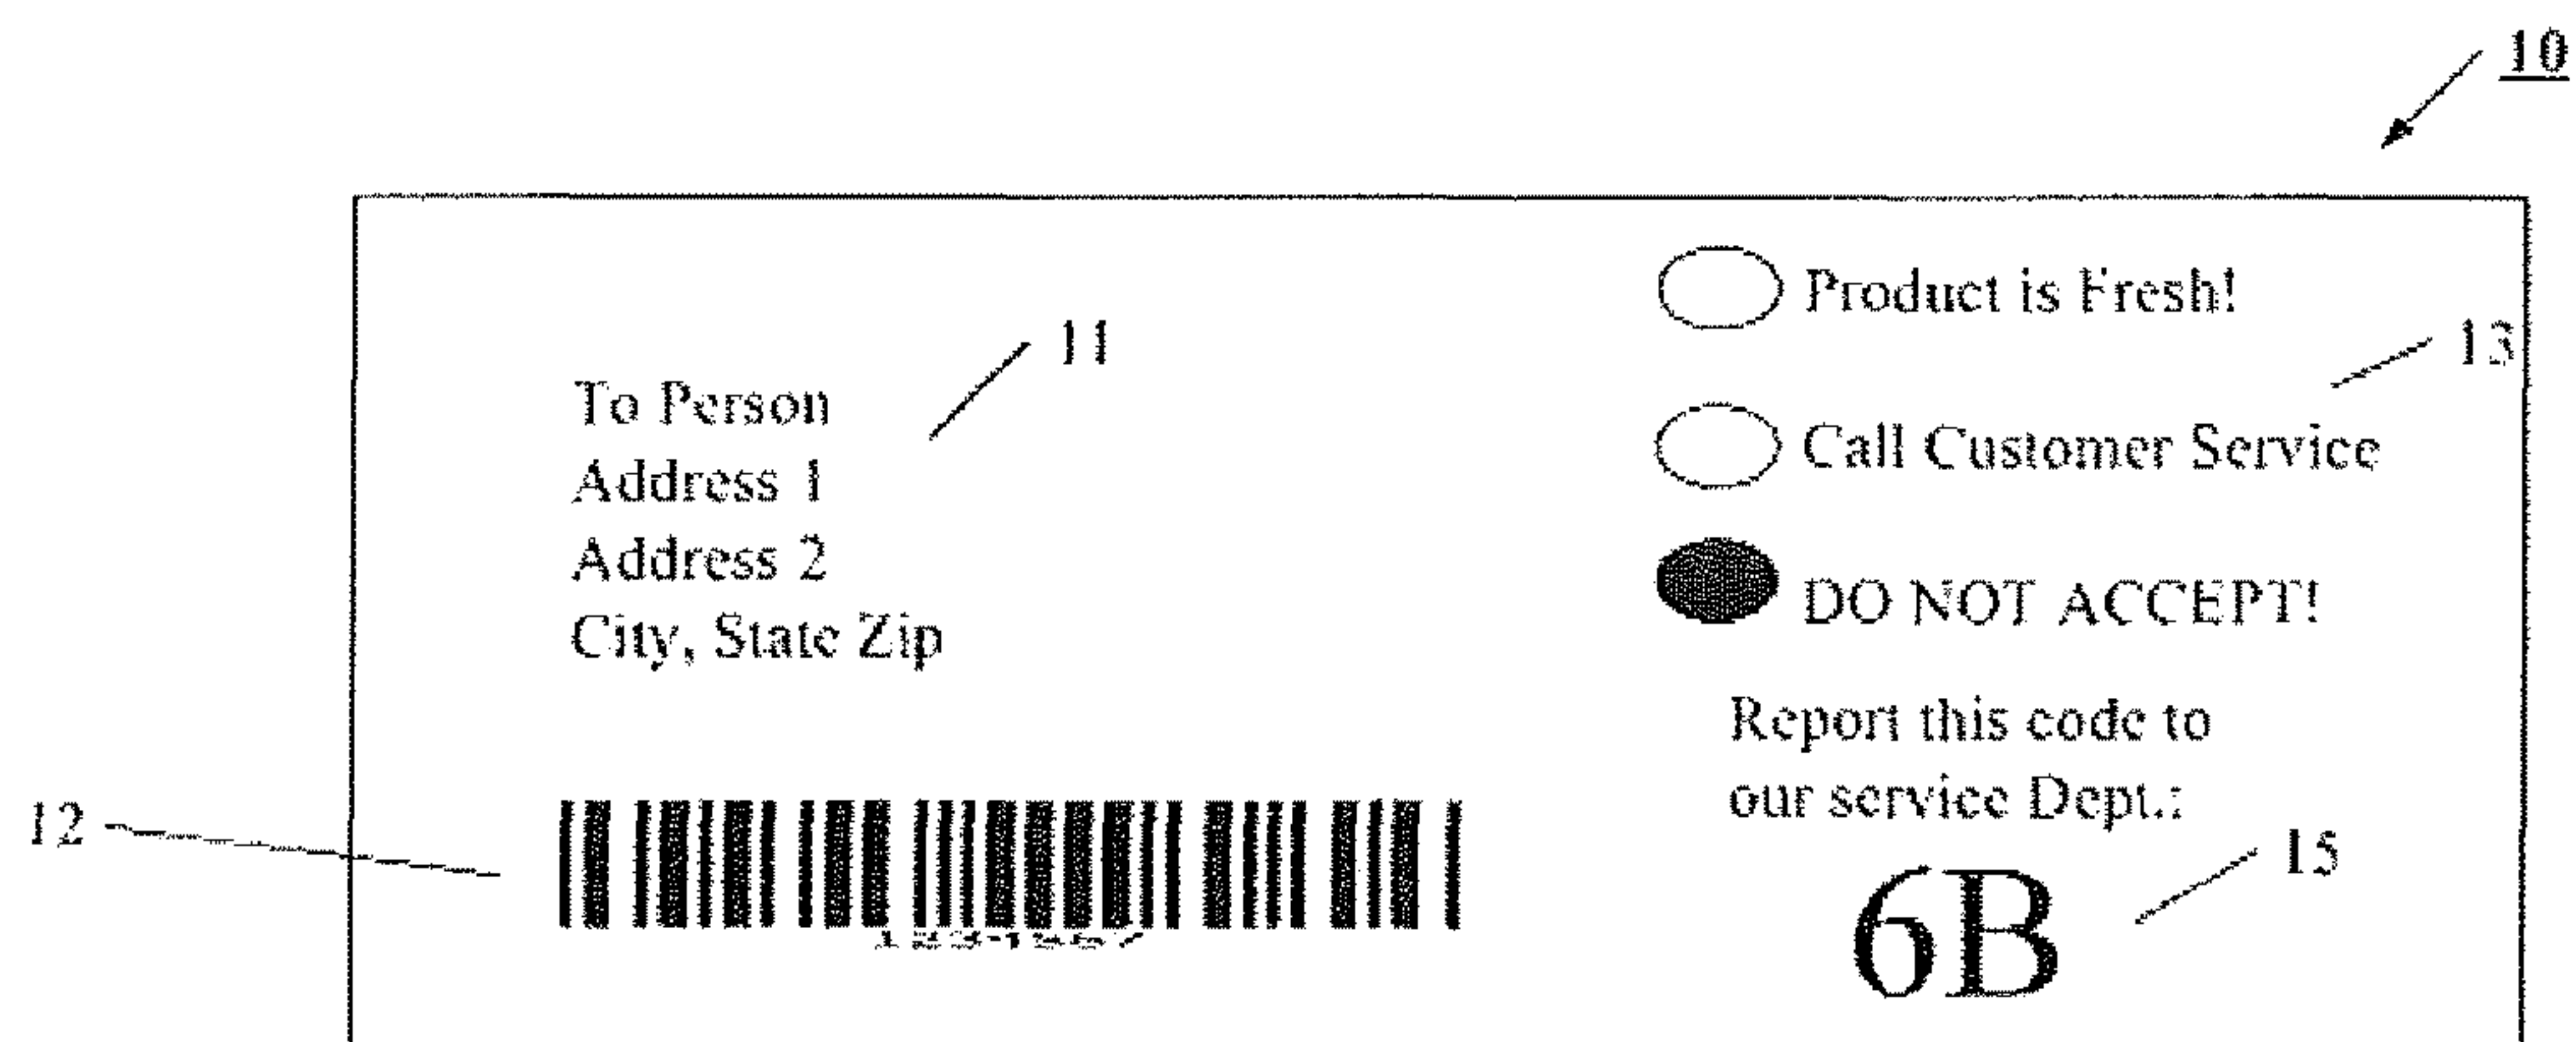 10
Product is Fresh!
13
11
To Person
Call Customer Service
Address 1
Address 2
DO NOT ACCEPT!
City, State Zip
Report this code to
our service Dept.:
12
15
6B